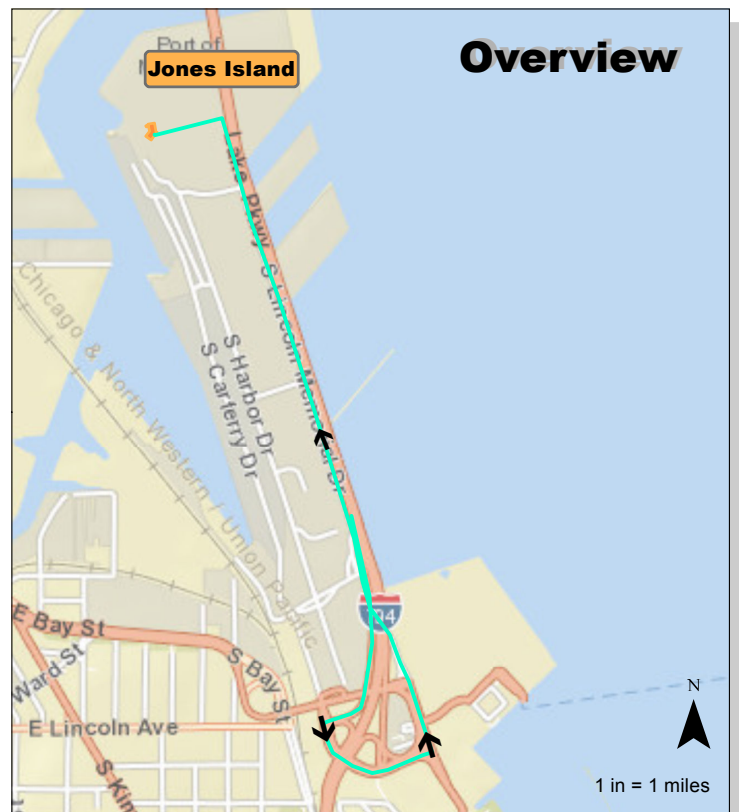 Overview
Port of
Jones Island
Lake Pkwy
S Lincoln Memorial Dr
S Harbor Dr
S Carferry Dr
Chicago & North Western / Union Pacific
794
E Bay St
Ward St
S Bay St
E Lincoln Ave
S Kin
N
1 in = 1 miles